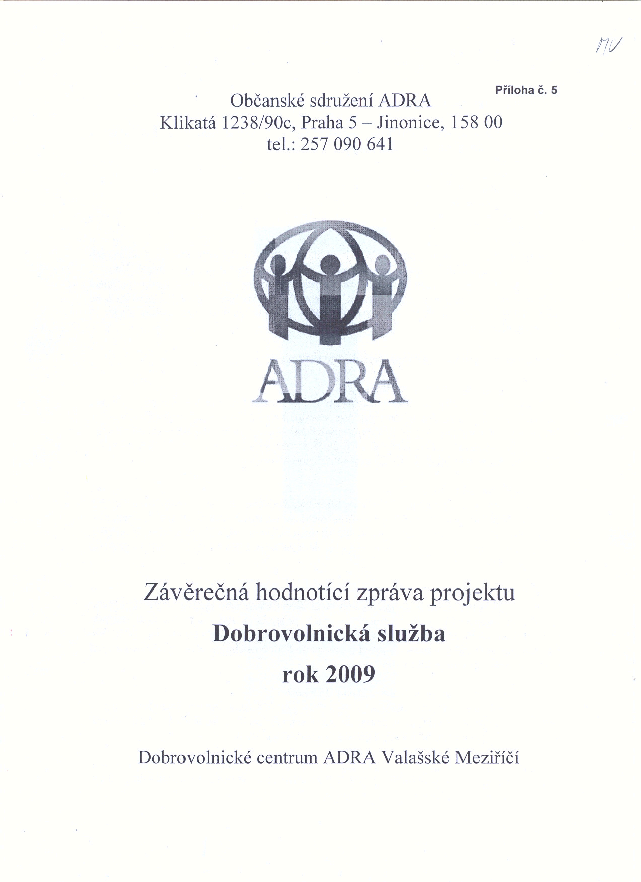 MV
Příloha č. 5
Občanské sdružení ADRA
Klikatá 1238/90c, Praha 5 – Jinonice, 158 00
tel.: 257 090 641
ADRA
Závěrečná hodnotící zpráva projektu
Dobrovolnická služba
rok 2009
Dobrovolnické centrum ADRA Valašské Meziříčí